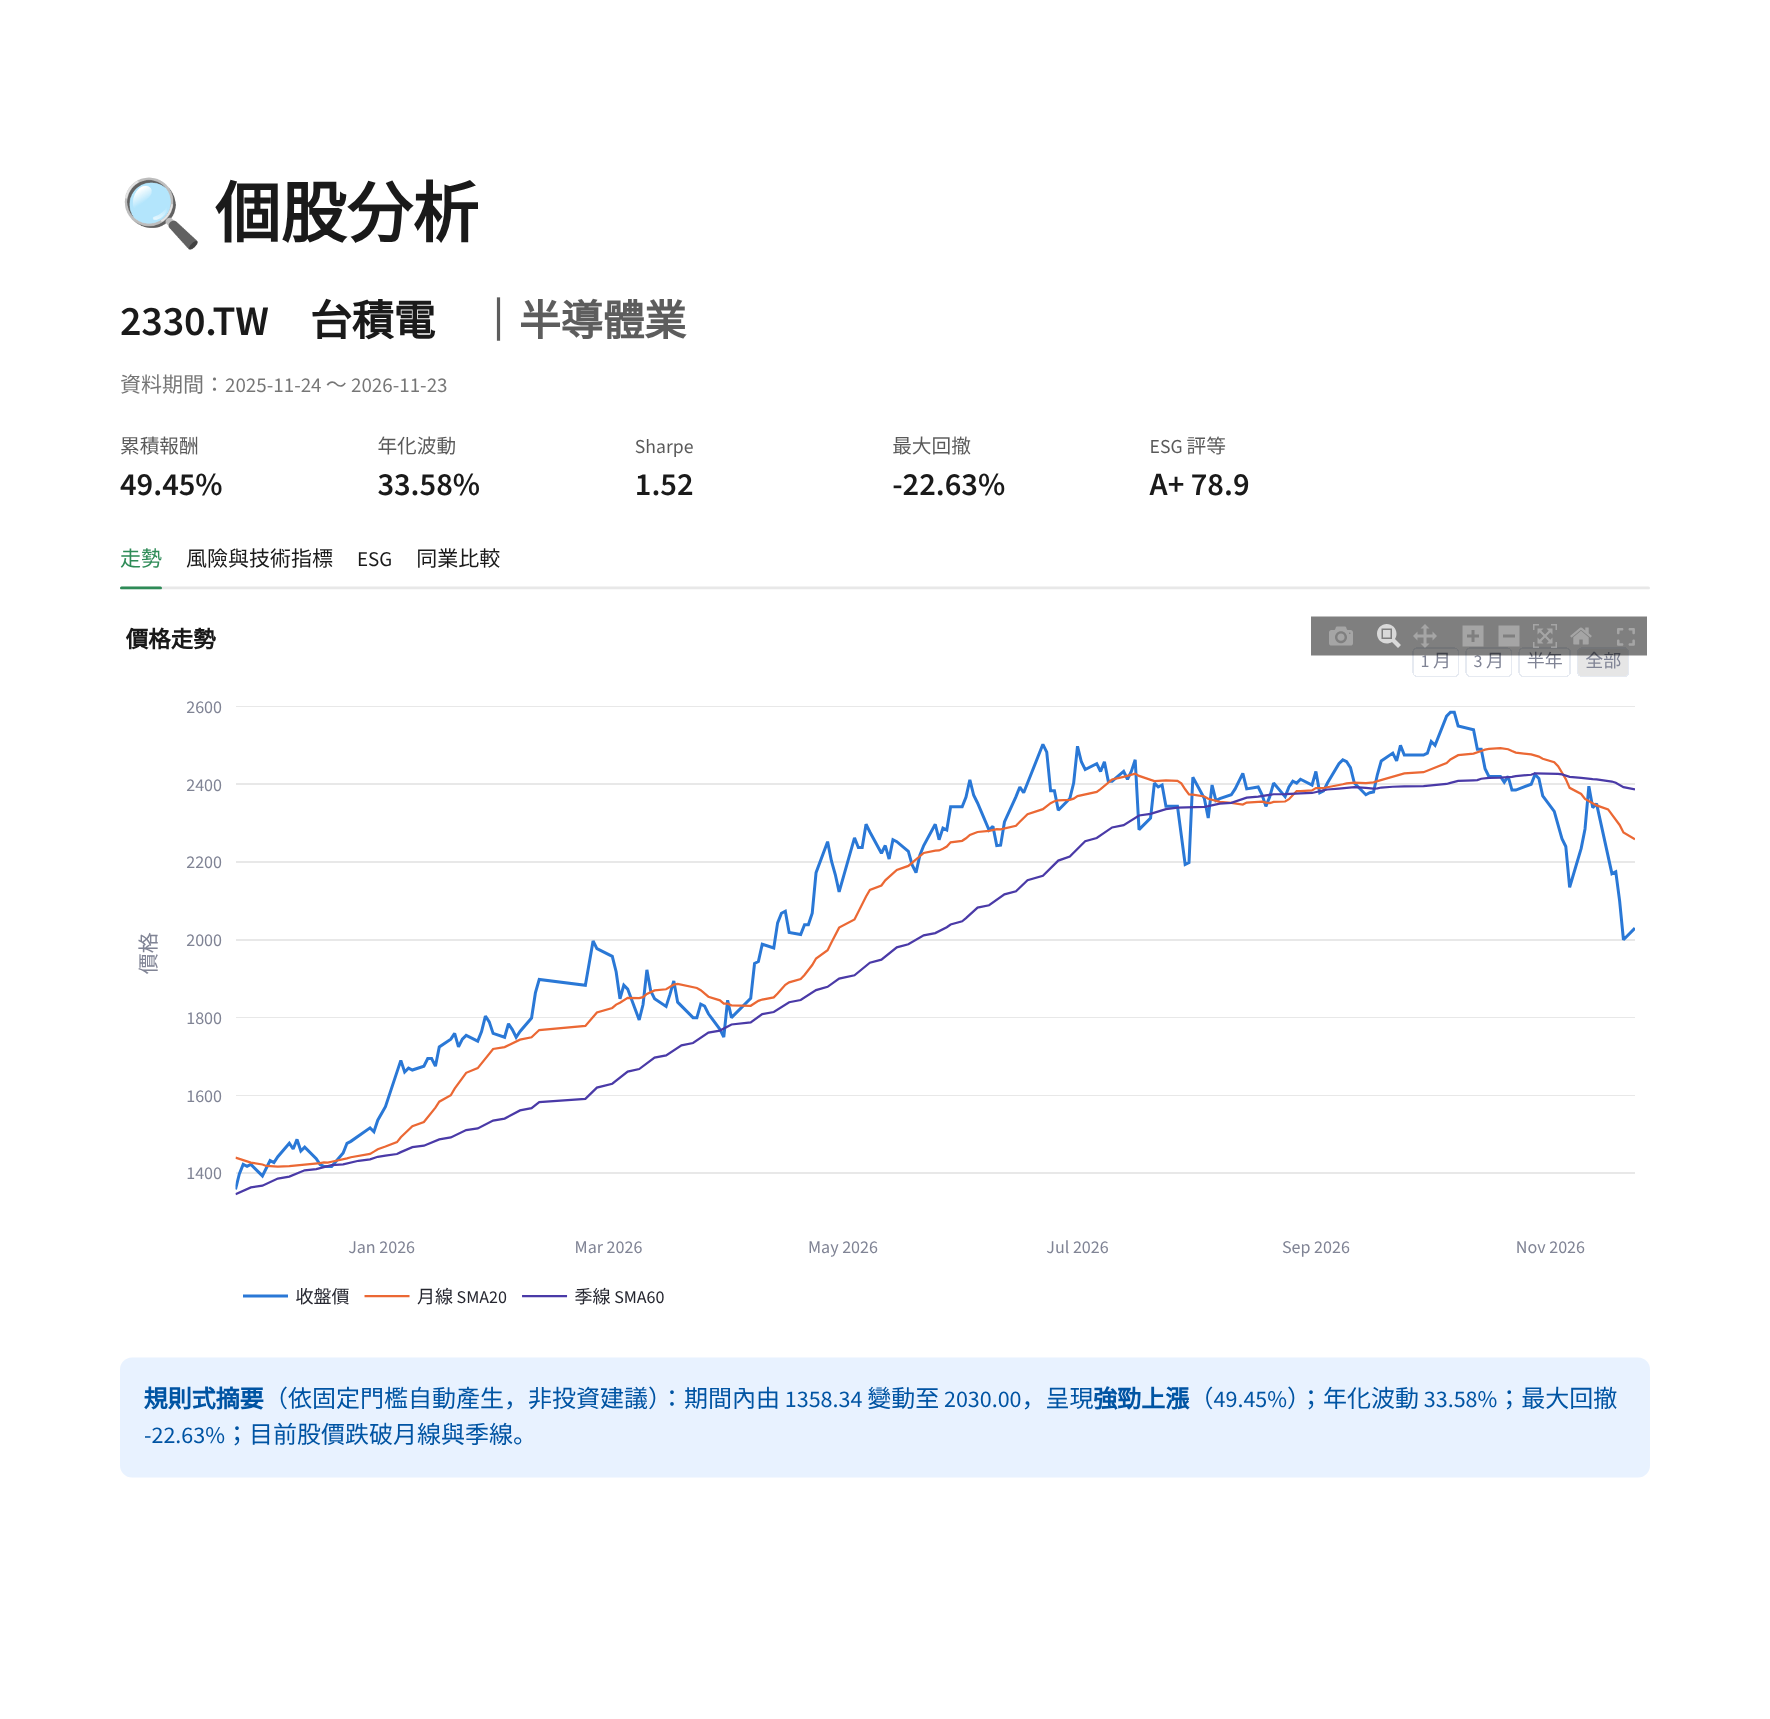 🔍 個股分析
2330.TW 台積電 ｜半導體業
資料期間：2025-11-24 ～ 2026-11-23
累積報酬 年化波動 Sharpe 最大回撤 ESG 評等
49.45% 33.58% 1.52 -22.63% A+ 78.9
走勢 風險與技術指標 ESG 同業比較
價格走勢
1月 3月 半年 全部
2600
2400
2200
2000
1800
1600
1400
價格
Jan 2026 Mar 2026 May 2026 Jul 2026 Sep 2026 Nov 2026
收盤價 月線 SMA20 季線 SMA60
規則式摘要（依固定門檻自動產生，非投資建議）：期間內由 1358.34 變動至 2030.00，呈現強勁上漲（49.45%）；年化波動 33.58%；最大回撤
-22.63%；目前股價跌破月線與季線。